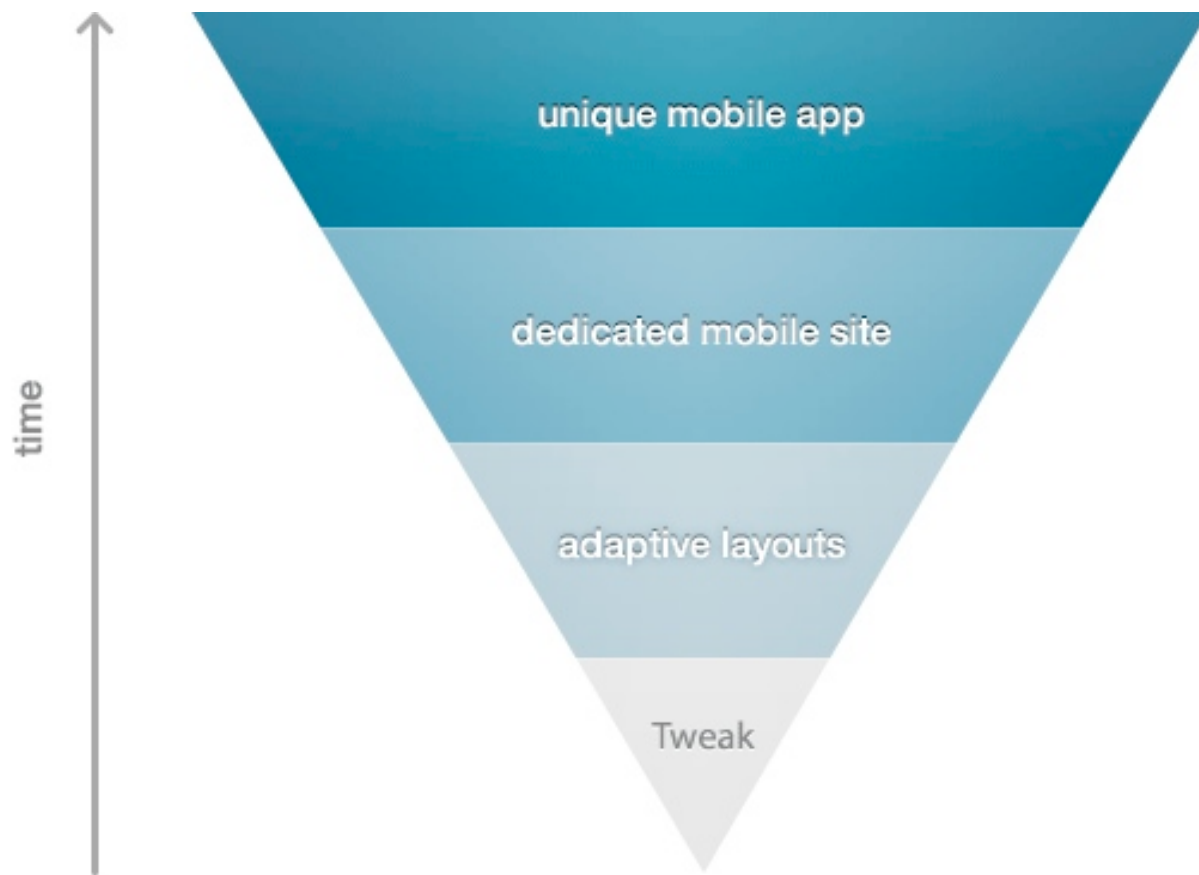 unique mobile app
dedicated mobile site
time
adaptive layouts
Tweak